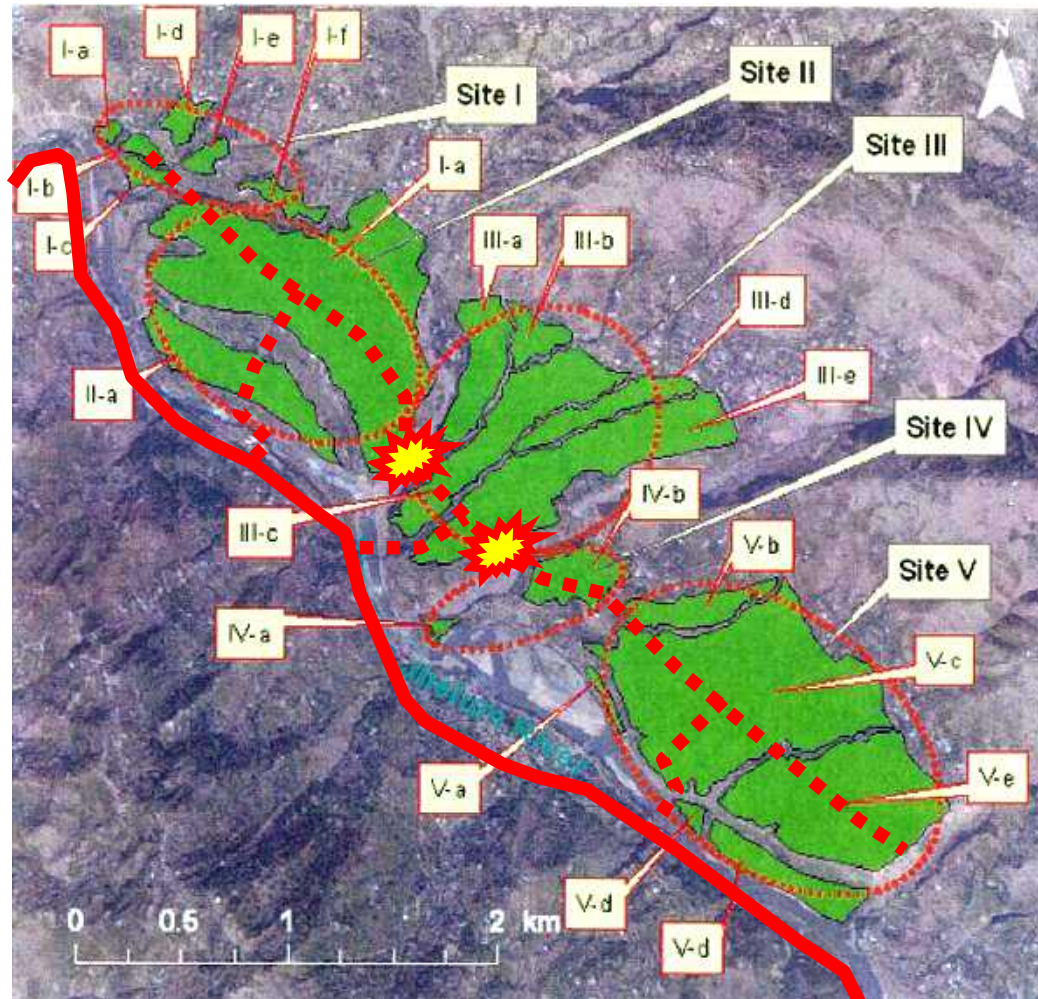 N
I-d
I-e
I-f
I-a
Site I
Site II
Site III
I-a
I-b
I-c
III-a
III-b
III-d
III-e
II-a
Site IV
IV-b
III-c
V-b
Site V
IV-a
V-c
V-a
V-e
V-d
V-d
0 0.5 1 2 km